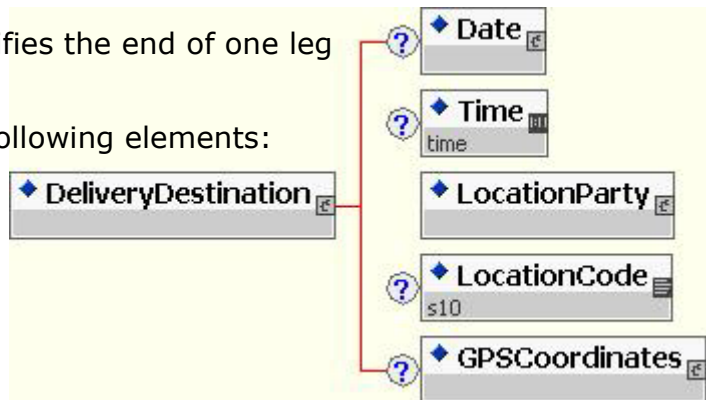 fies the end of one leg
ollowing elements:
DeliveryDestination
? Date
? Time
time
LocationParty
? LocationCode
s10
? GPSCoordinates